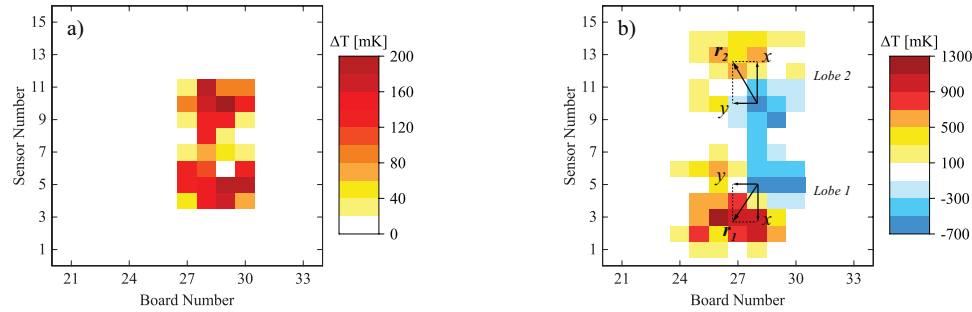 a)
ΔT [mK]
200
160
120
80
40
0
15
13
11
9
7
5
3
1
Sensor Number
21 24 27 30 33
Board Number
b)
ΔT [mK]
1300
900
500
100
-300
-700
15
13
11
9
7
5
3
1
Sensor Number
r2 x
Lobe 2
y
y
Lobe 1
x
r1
21 24 27 30 33
Board Number